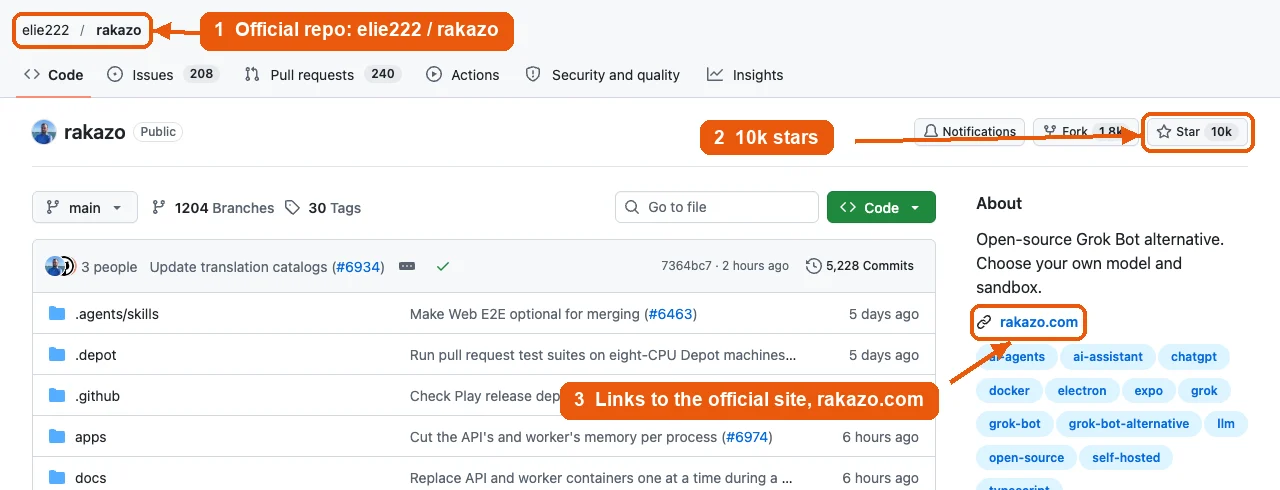 elie222 / rakazo
1 Official repo: elie222 / rakazo
Code
Issues 208
Pull requests 240
Actions
Security and quality
Insights
rakazo Public
2 10k stars
Notifications
Fork 1.8k
Star 10k
main
1204 Branches
30 Tags
Go to file
Code
3 people Update translation catalogs (#6934)
7364bc7 · 2 hours ago
5,228 Commits
.agents/skills Make Web E2E optional for merging (#6463) 5 days ago
.depot Run pull request test suites on eight-CPU Depot machines... 5 days ago
.github Check Play release
apps Cut the API's and worker's memory per process (#6974) 6 hours ago
docs Replace API and worker containers one at a time during a ... 6 hours ago
About
Open-source Grok Bot alternative.
Choose your own model and
sandbox.
rakazo.com
3 Links to the official site, rakazo.com
ai-agents ai-assistant chatgpt
docker electron expo grok
grok-bot grok-bot-alternative llm
open-source self-hosted
typescript